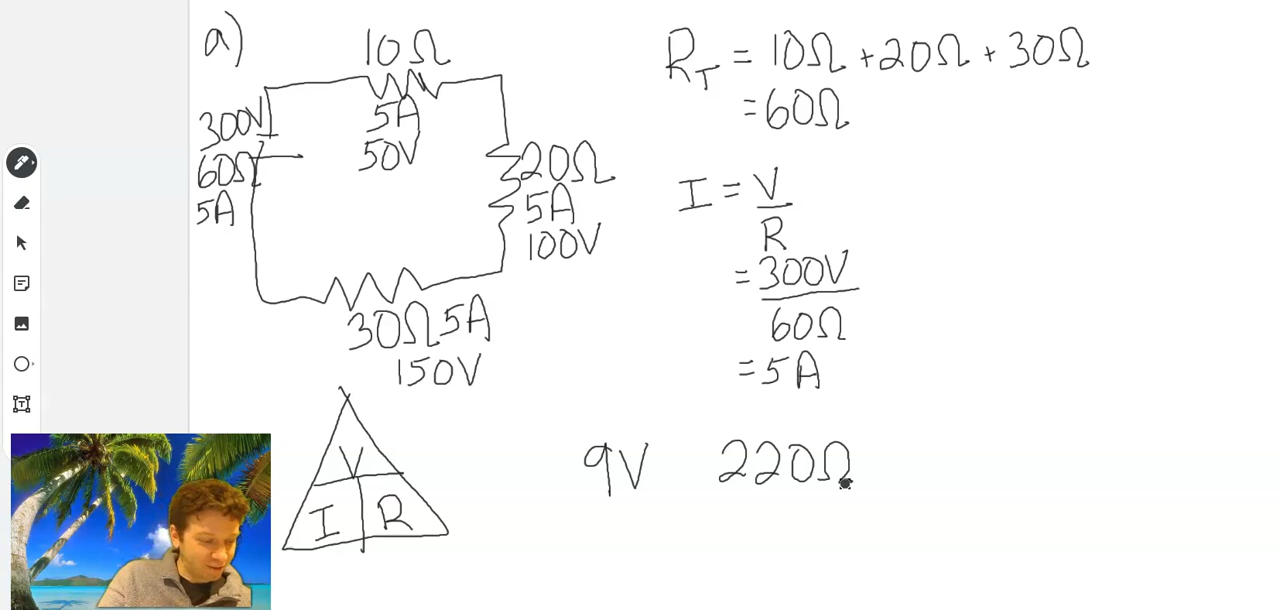 a)
10Ω
300V
60Ω
5A
5A
50V
20Ω
5A
100V
30Ω 5A
150V
V
I R
R_T = 10Ω + 20Ω + 30Ω
= 60Ω
I = V
R
= 300V
60Ω
= 5A
9V 220Ω
T